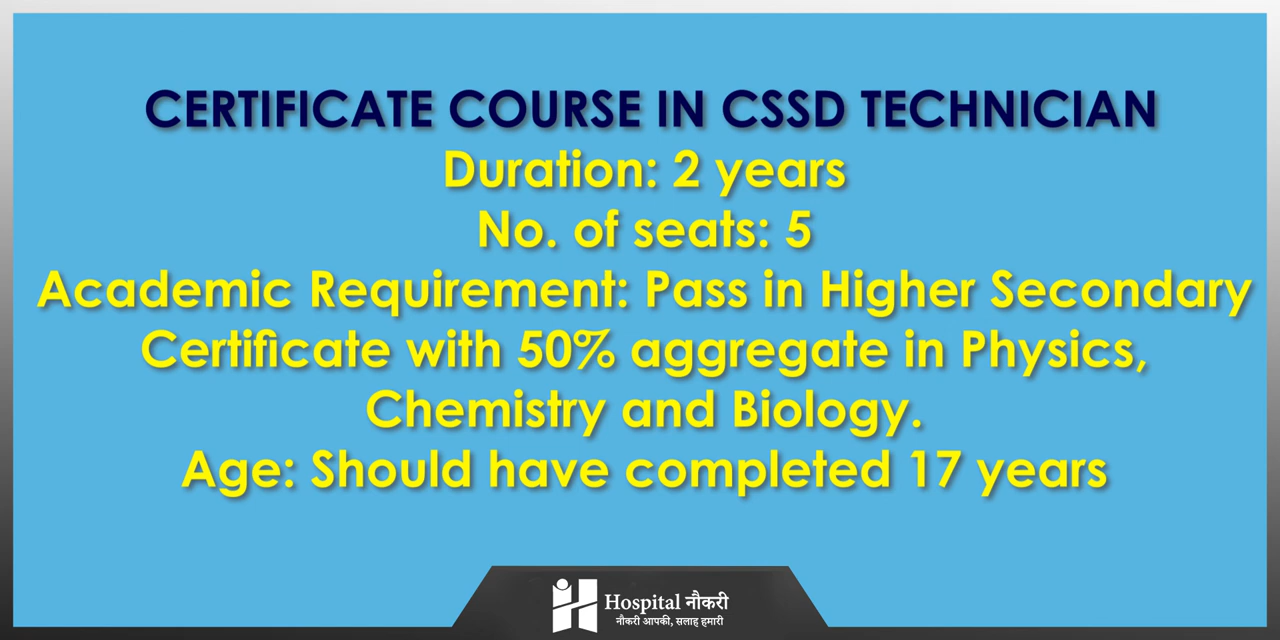 CERTIFICATE COURSE IN CSSD TECHNICIAN
Duration: 2 years
No. of seats: 5
Academic Requirement: Pass in Higher Secondary
Certificate with 50% aggregate in Physics,
Chemistry and Biology.
Age: Should have completed 17 years
Hospital नौकरी
नौकरी आपकी, सलाह हमारी